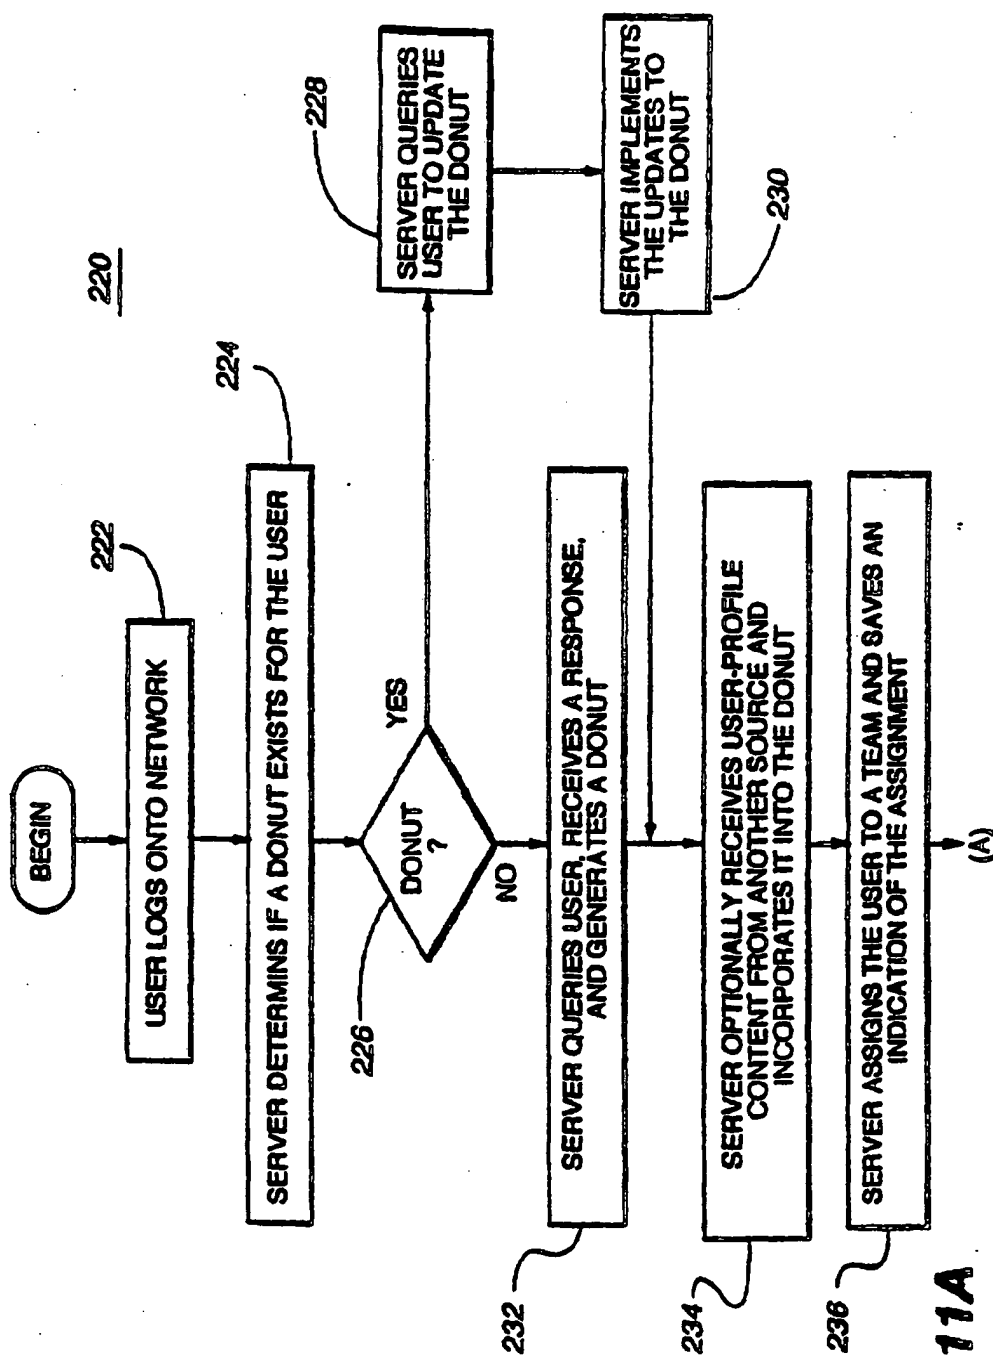 220
BEGIN
222
USER LOGS ONTO NETWORK
224
SERVER DETERMINS IF A DONUT EXISTS FOR THE USER
226
DONUT
?
YES
NO
228
SERVER QUERIES
USER TO UPDATE
THE DONUT
SERVER IMPLEMENTS
THE UPDATES TO
THE DONUT
230
232
SERVER QUERIES USER, RECEIVES A RESPONSE,
AND GENERATES A DONUT
234
SERVER OPTIONALLY RECEIVES USER-PROFILE
CONTENT FROM ANOTHER SOURCE AND
INCORPORATES IT INTO THE DONUT
236
SERVER ASSIGNS THE USER TO A TEAM AND SAVES AN
INDICATION OF THE ASSIGNMENT
(A)
11A